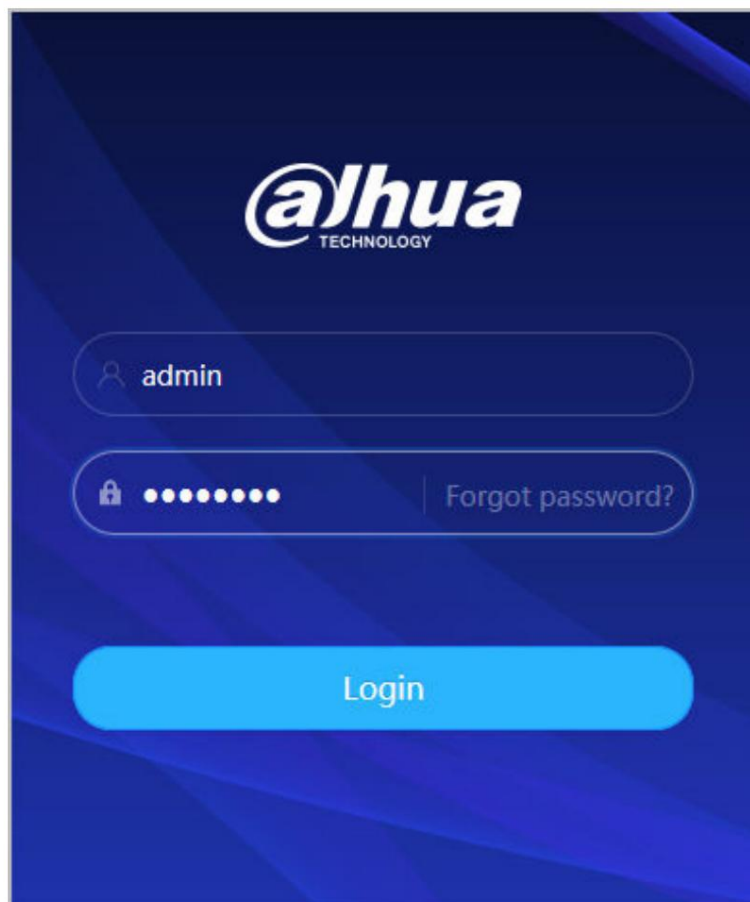 alhua
TECHNOLOGY
admin
••••••••
Forgot password?
Login